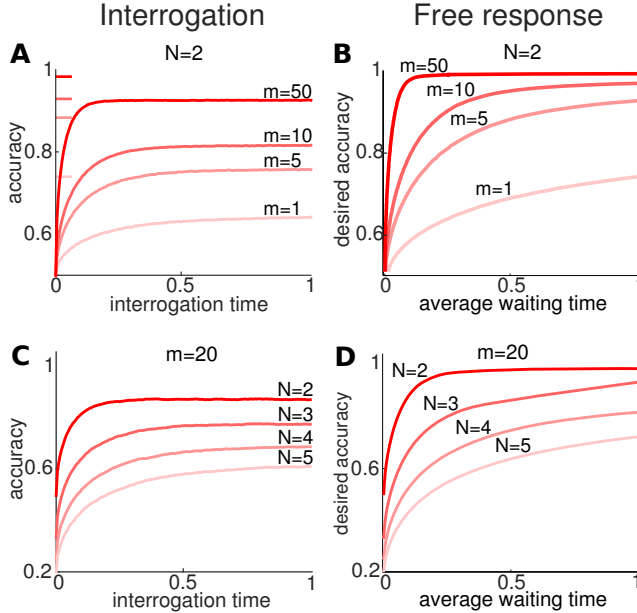 Interrogation
Free response
A
N=2
1
0.8
0.6
accuracy
m=50
m=10
m=5
m=1
0
0.5
1
interrogation time
B
N=2
1
0.8
0.6
desired accuracy
m=50
m=10
m=5
m=1
0
0.5
1
average waiting time
C
m=20
1
0.6
0.2
accuracy
N=2
N=3
N=4
N=5
0
0.5
1
interrogation time
D
m=20
1
0.6
0.2
desired accuracy
N=2
N=3
N=4
N=5
0
0.5
1
average waiting time